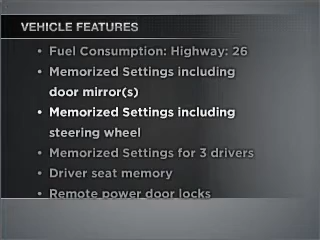 VEHICLE FEATURES
• Fuel Consumption: Highway: 26
• Memorized Settings including
door mirror(s)
• Memorized Settings including
steering wheel
• Memorized Settings for 3 drivers
• Driver seat memory
• Remote power door locks